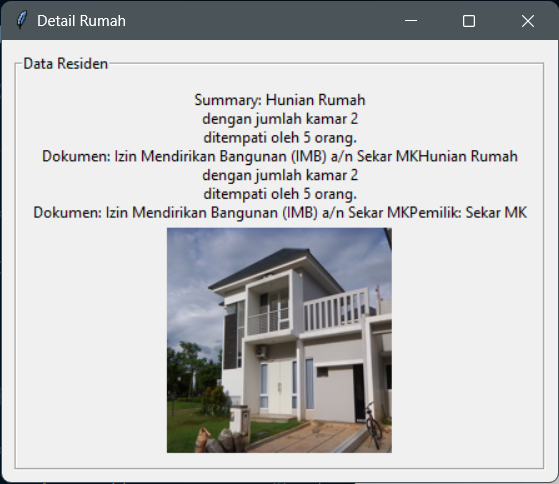 Detail Rumah
Data Residen
Summary: Hunian Rumah
dengan jumlah kamar 2
ditempati oleh 5 orang.
Dokumen: Izin Mendirikan Bangunan (IMB) a/n Sekar MKHunian Rumah
dengan jumlah kamar 2
ditempati oleh 5 orang.
Dokumen: Izin Mendirikan Bangunan (IMB) a/n Sekar MKPemilik: Sekar MK